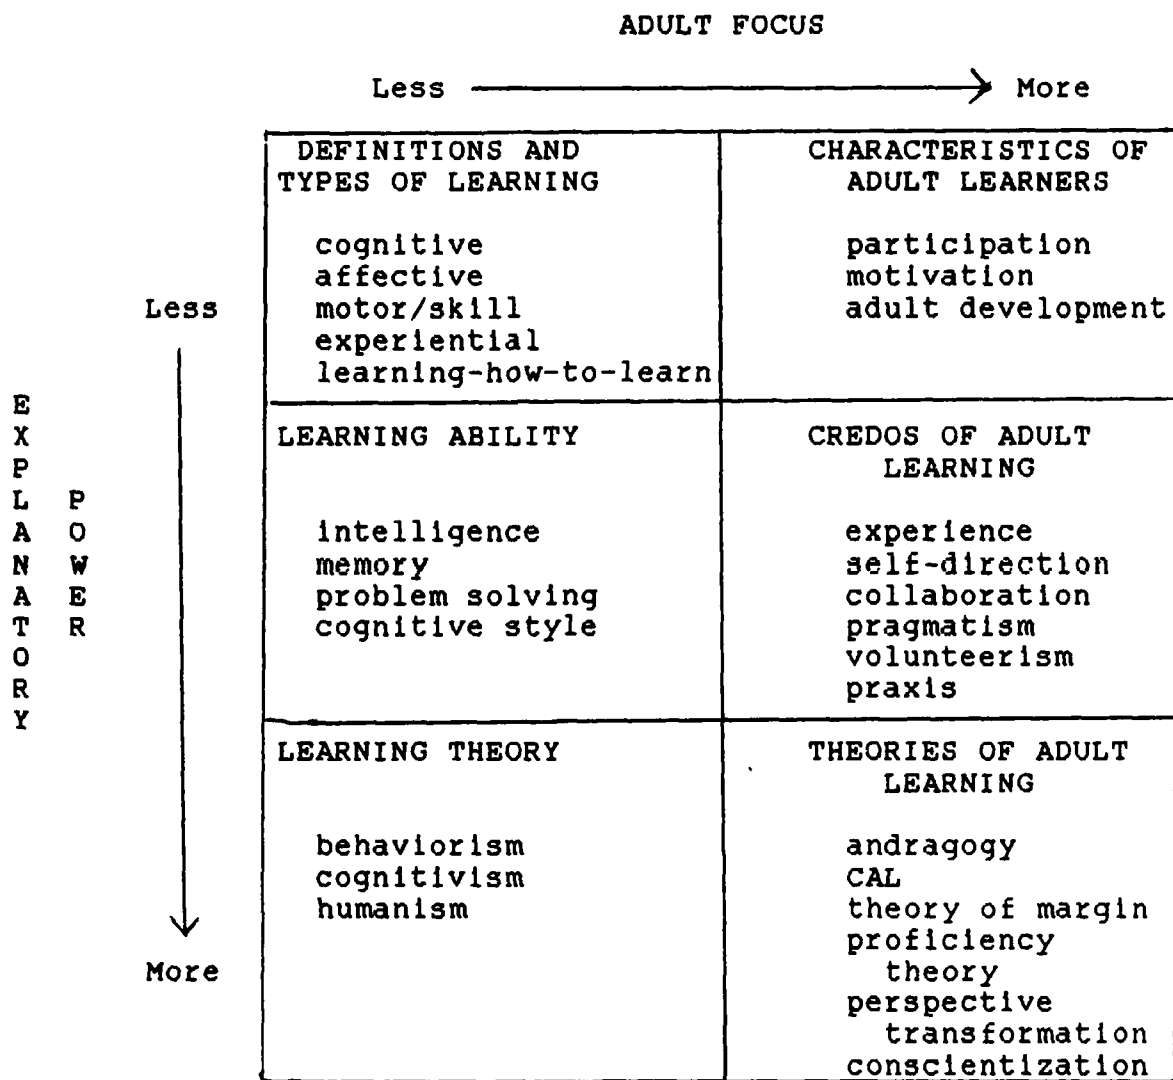 ADULT FOCUS
Less More
DEFINITIONS AND
TYPES OF LEARNING
cognitive
affective
motor/skill
experiential
learning-how-to-learn
CHARACTERISTICS OF
ADULT LEARNERS
participation
motivation
adult development
Less
EXPLANATORY
POWER
More
LEARNING ABILITY
intelligence
memory
problem solving
cognitive style
CREDOS OF ADULT
LEARNING
experience
self-direction
collaboration
pragmatism
volunteerism
praxis
LEARNING THEORY
behaviorism
cognitivism
humanism
THEORIES OF ADULT
LEARNING
andragogy
CAL
theory of margin
proficiency
theory
perspective
transformation
conscientization